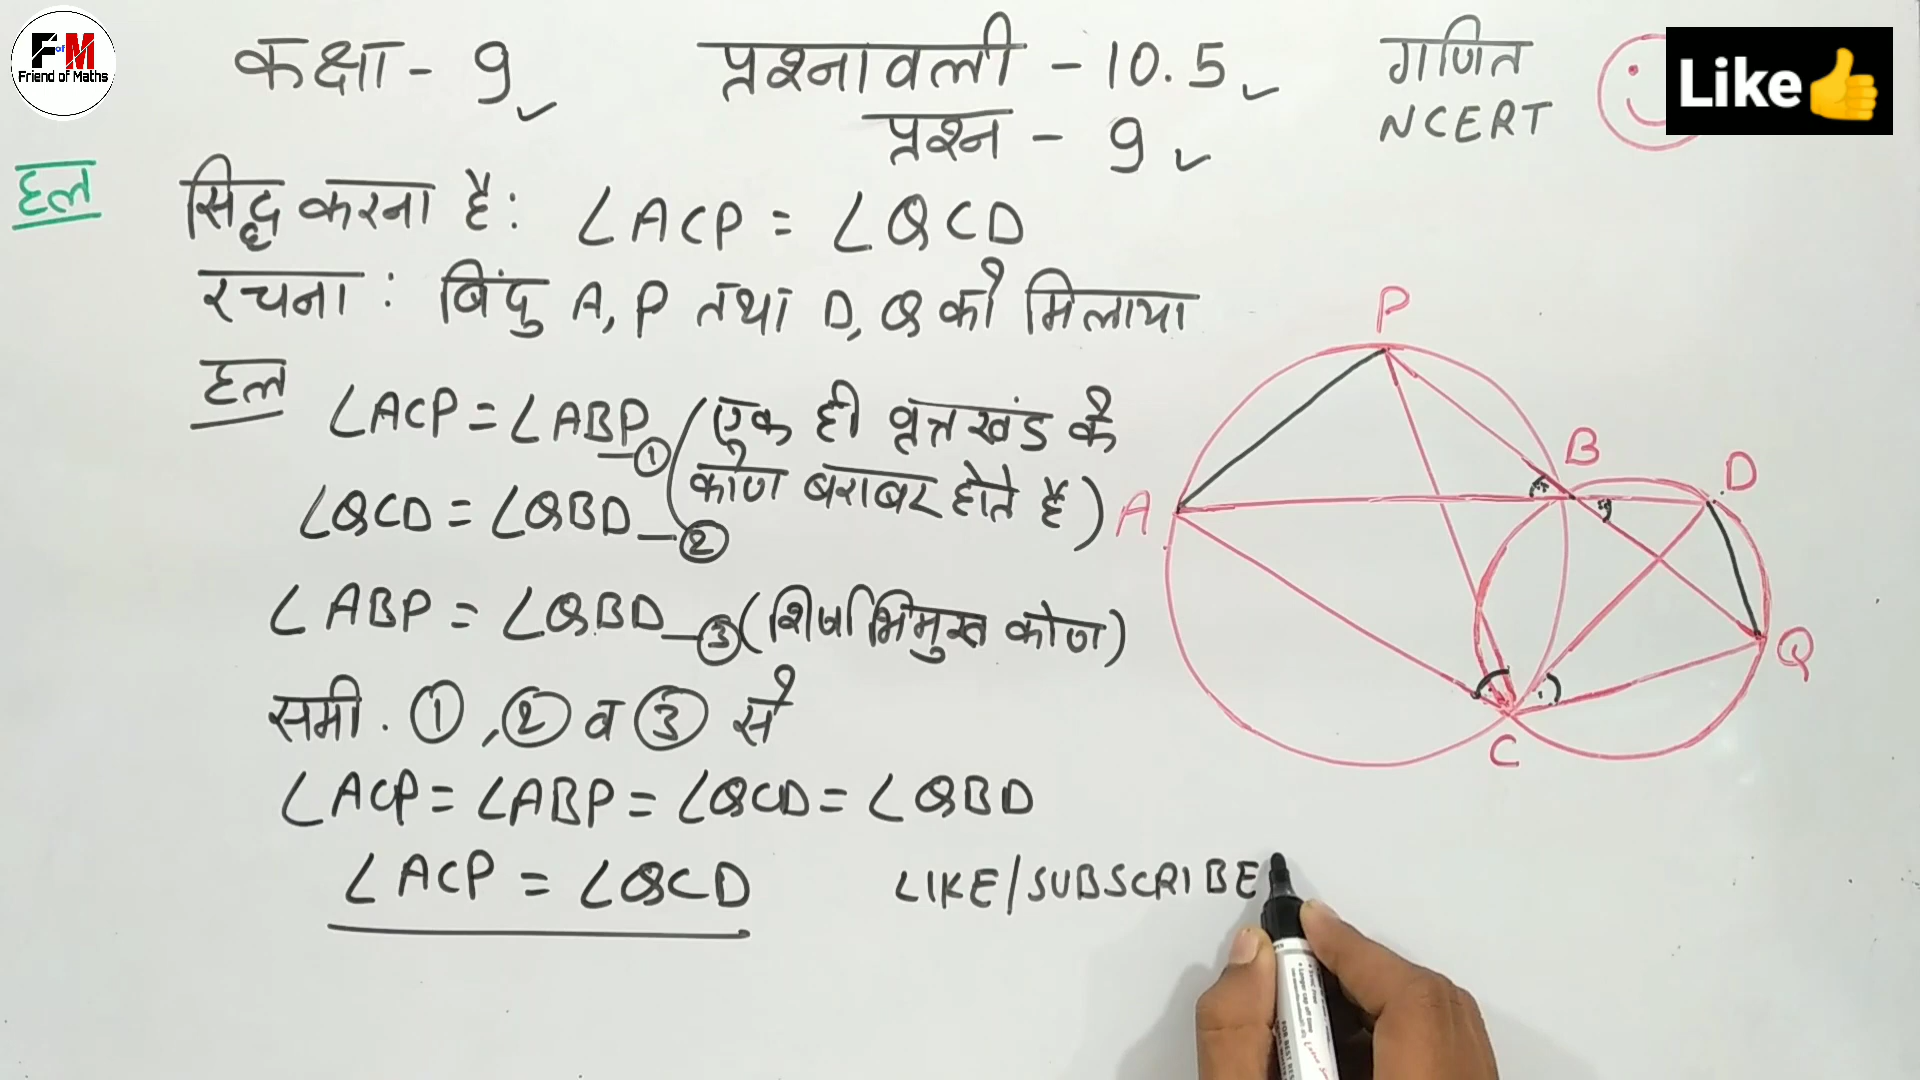 FofM
Friend of Maths
कक्षा - 9 प्रश्नावली - 10.5 गणित
NCERT
Like
प्रश्न - 9
हल
सिद्ध करना है: ∠ACP = ∠QCD
रचना : बिंदु A, P तथा D, Q को मिलाया
हल
∠ACP = ∠ABP —① (एक ही वृत्तखंड के
कोण बराबर होते है)
∠QCD = ∠QBD —②
∠ABP = ∠QBD —③ (शिर्षाभिमुख कोण)
समी. ①, ② व ③ से
∠ACP = ∠ABP = ∠QCD = ∠QBD
∠ACP = ∠QCD
LIKE/SUBSCRIBE
P
B
D
A
Q
C